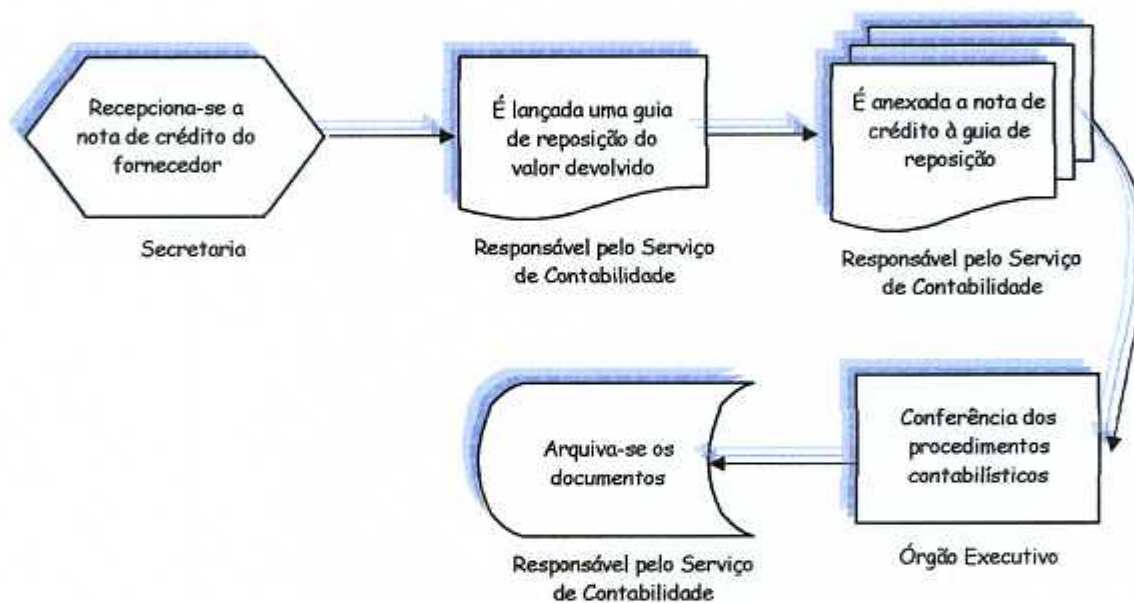 Recepciona-se a
nota de crédito do
fornecedor
Secretaria
É lançada uma guia
de reposição do
valor devolvido
Responsável pelo Serviço
de Contabilidade
É anexada a nota de
crédito à guia de
reposição
Responsável pelo Serviço
de Contabilidade
Conferência dos
procedimentos
contabilísticos
Órgão Executivo
Arquiva-se os
documentos
Responsável pelo Serviço
de Contabilidade